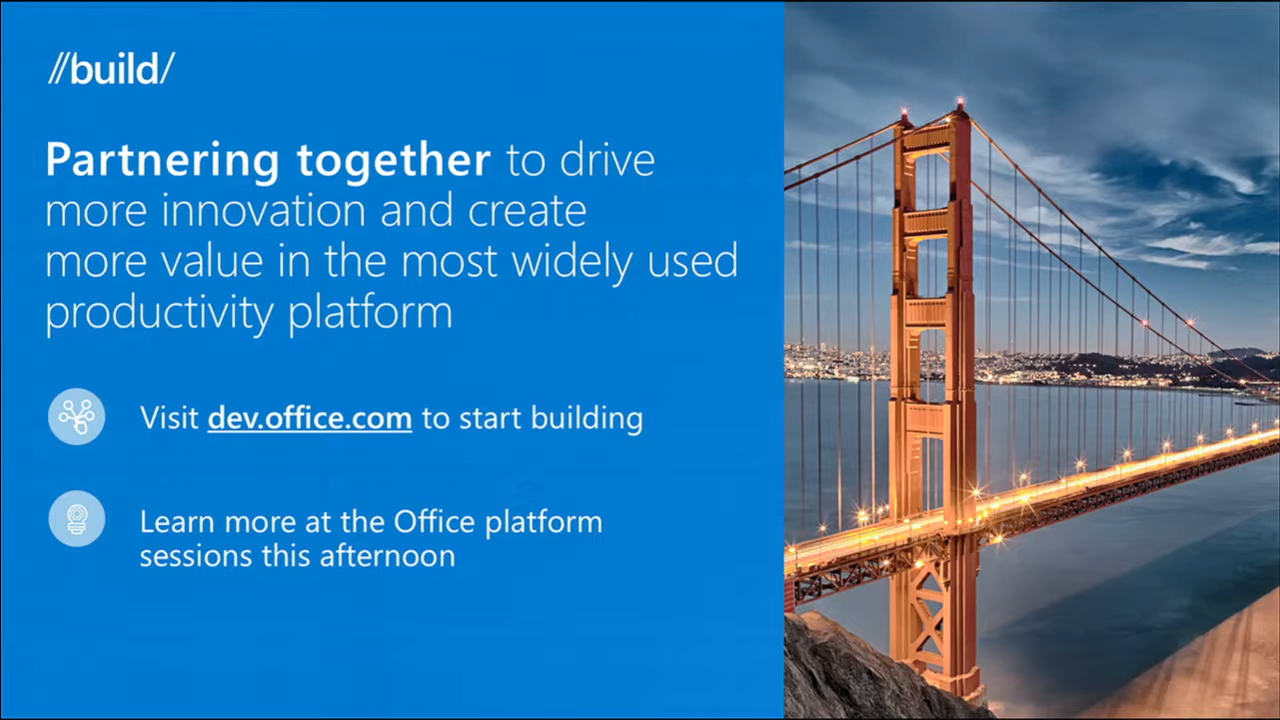 //build/
Partnering together to drive
more innovation and create
more value in the most widely used
productivity platform
Visit dev.office.com to start building
Learn more at the Office platform
sessions this afternoon